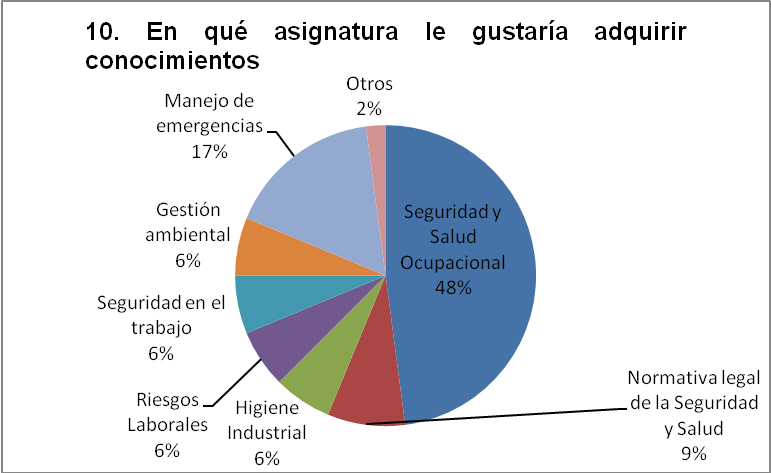 10. En qué asignatura le gustaría adquirir
conocimientos
Otros
2%
Manejo de
emergencias
17%
Seguridad y
Salud
Ocupacional
48%
Gestión
ambiental
6%
Seguridad en el
trabajo
6%
Riesgos
Laborales
6%
Higiene
Industrial
6%
Normativa legal
de la Seguridad
y Salud
9%